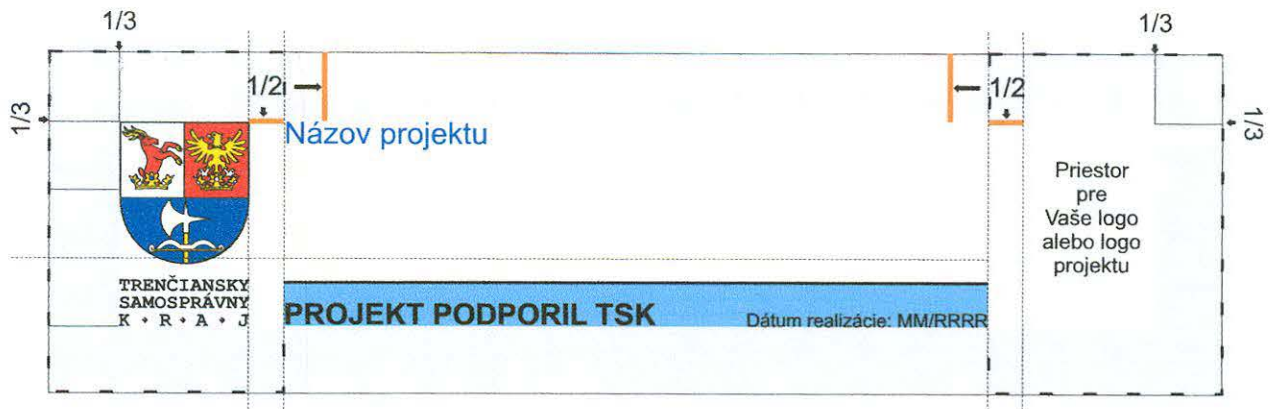 1/3
1/3
1/2
1/2
1/3
1/3
Názov projektu
Priestor
pre
Vaše logo
alebo logo
projektu
TRENČIANSKY
SAMOSPRÁVNY
K • R • A • J
PROJEKT PODPORIL TSK
Dátum realizácie: MM/RRRR